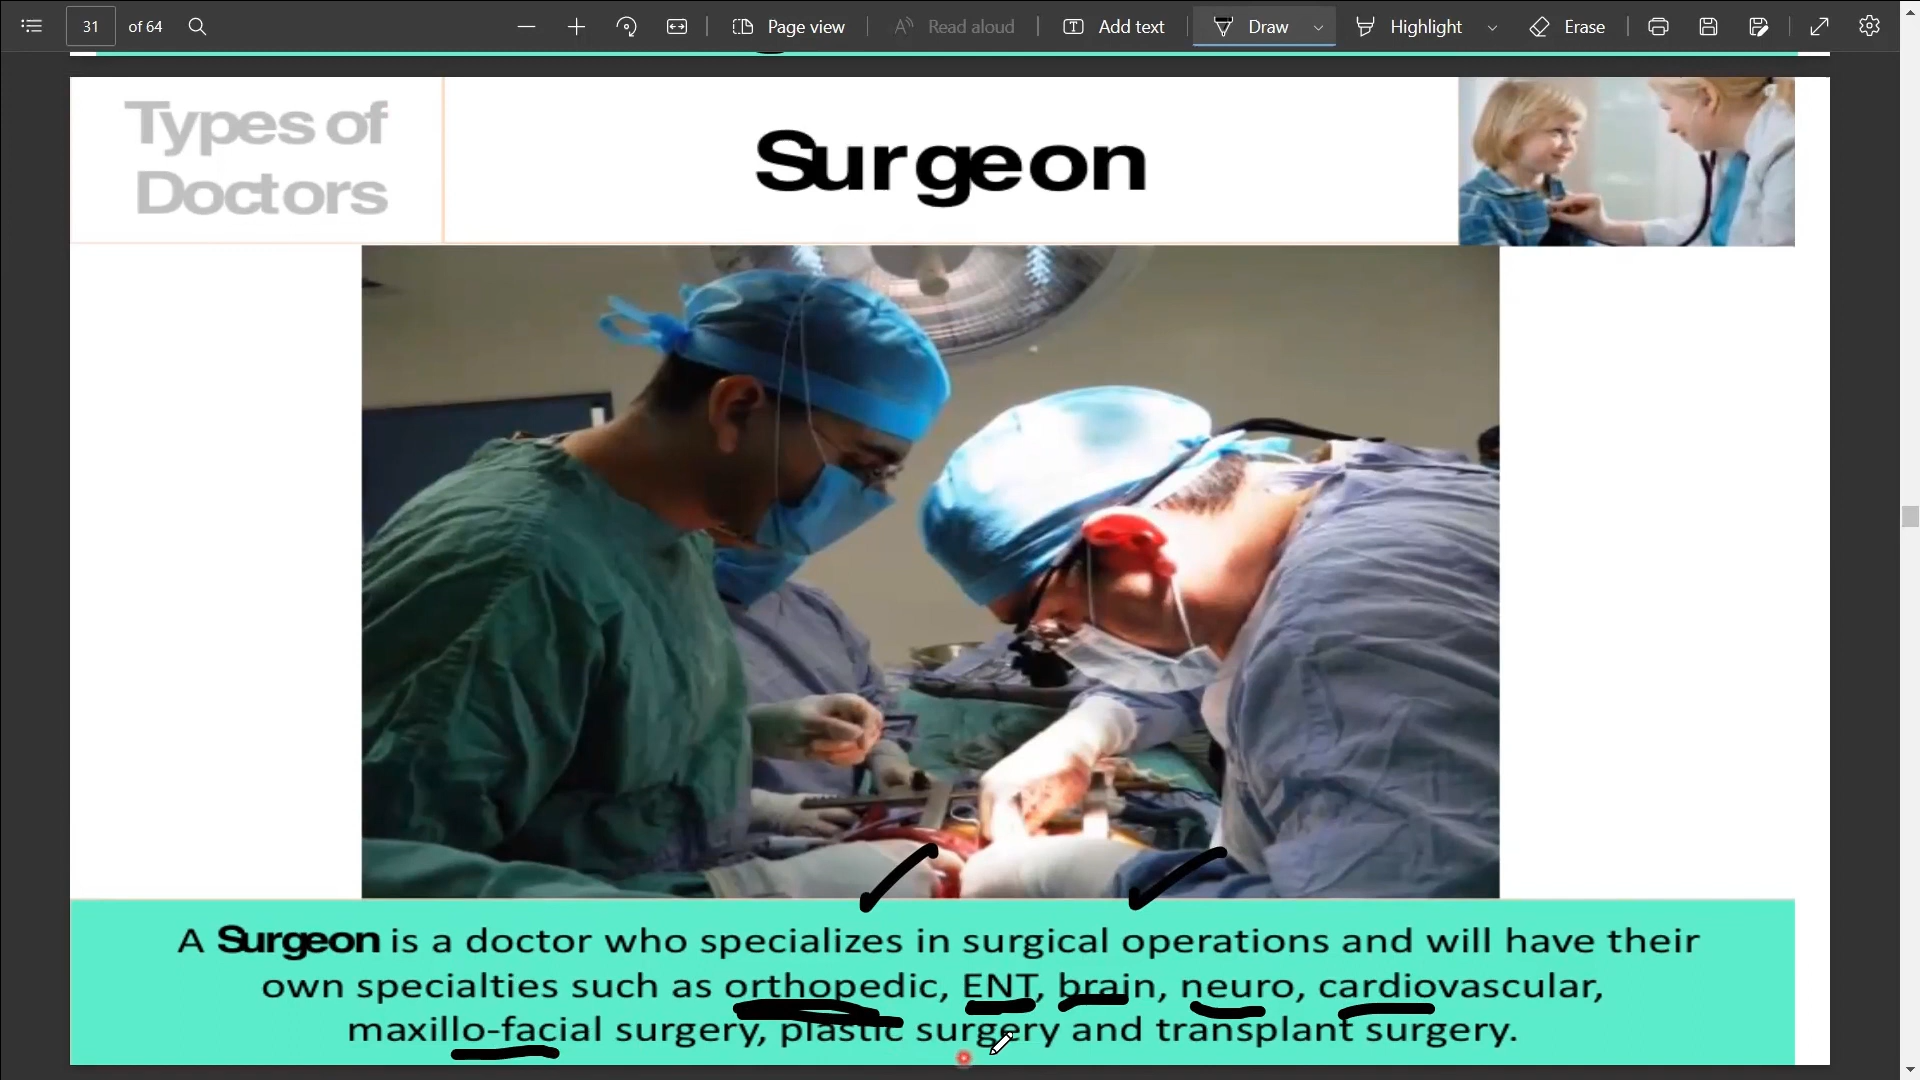 31 of 64 Page view Read aloud Add text Draw Highlight Erase
Types of
Doctors
Surgeon
A Surgeon is a doctor who specializes in surgical operations and will have their
own specialties such as orthopedic, ENT, brain, neuro, cardiovascular,
maxillo-facial surgery, plastic surgery and transplant surgery.